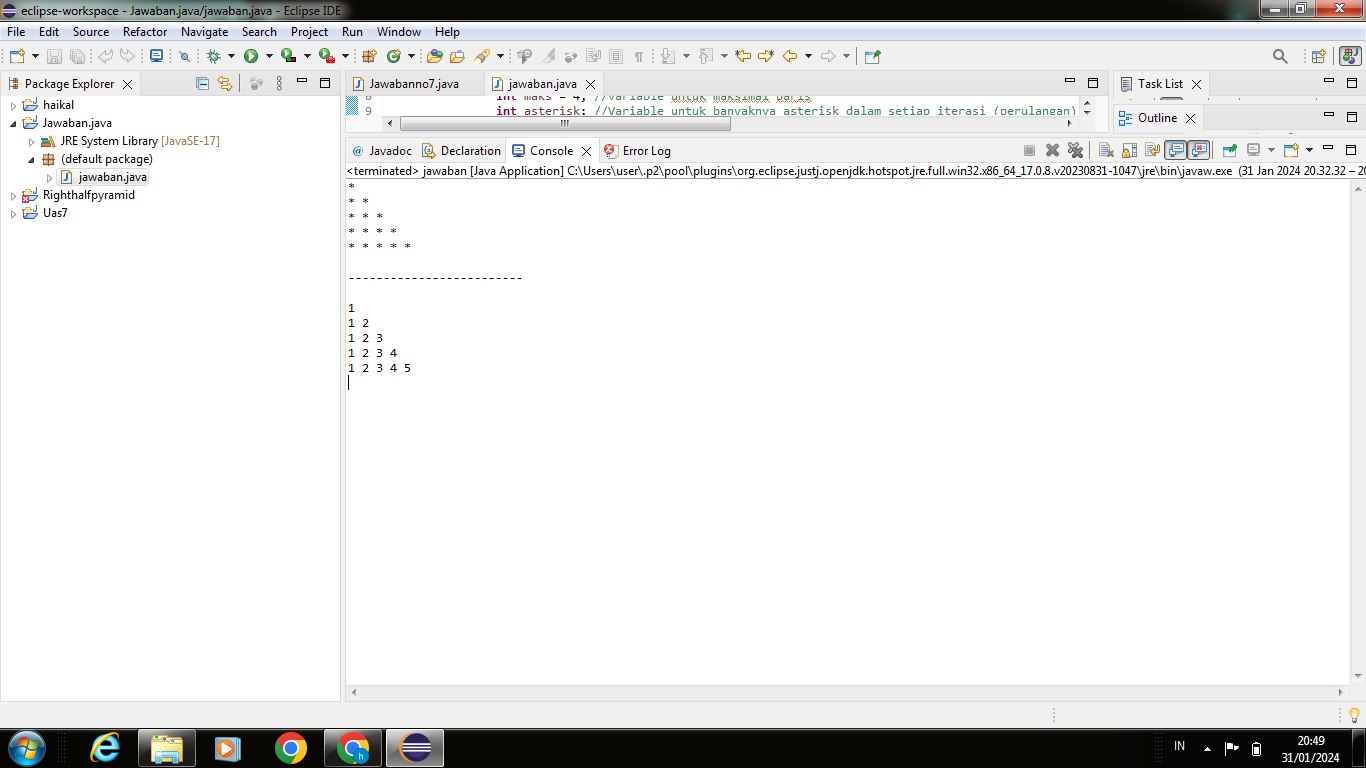 eclipse-workspace - Jawaban.java/jawaban.java - Eclipse IDE
File Edit Source Refactor Navigate Search Project Run Window Help
Package Explorer
haikal
Jawaban.java
JRE System Library [JavaSE-17]
(default package)
jawaban.java
Righthalfpyramid
Uas7
Jawabanno7.java jawaban.java
8 int maks = 4; //Variable untuk maksimal baris
9 int asterisk; //Variable untuk banyaknya asterisk dalam setiap iterasi (perulangan)
Task List
Outline
@ Javadoc Declaration Console Error Log
<terminated> jawaban [Java Application] C:\Users\user\.p2\pool\plugins\org.eclipse.justj.openjdk.hotspot.jre.full.win32.x86_64_17.0.8.v20230831-1047\jre\bin\javaw.exe (31 Jan 2024 20.32.32 – 20
*
* *
* * *
* * * *
* * * * *
-------------------------
1
1 2
1 2 3
1 2 3 4
1 2 3 4 5
IN
20:49
31/01/2024